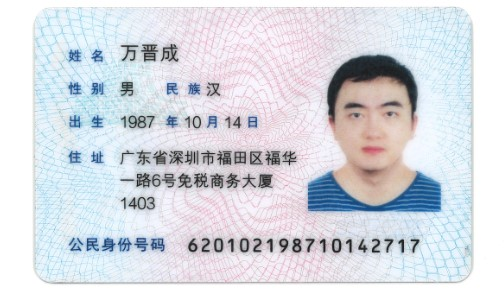 姓名 万晋成
性别 男 民族 汉
出生 1987 年 10 月 14 日
住址 广东省深圳市福田区福华
一路6号免税商务大厦
1403
公民身份号码 620102198710142717